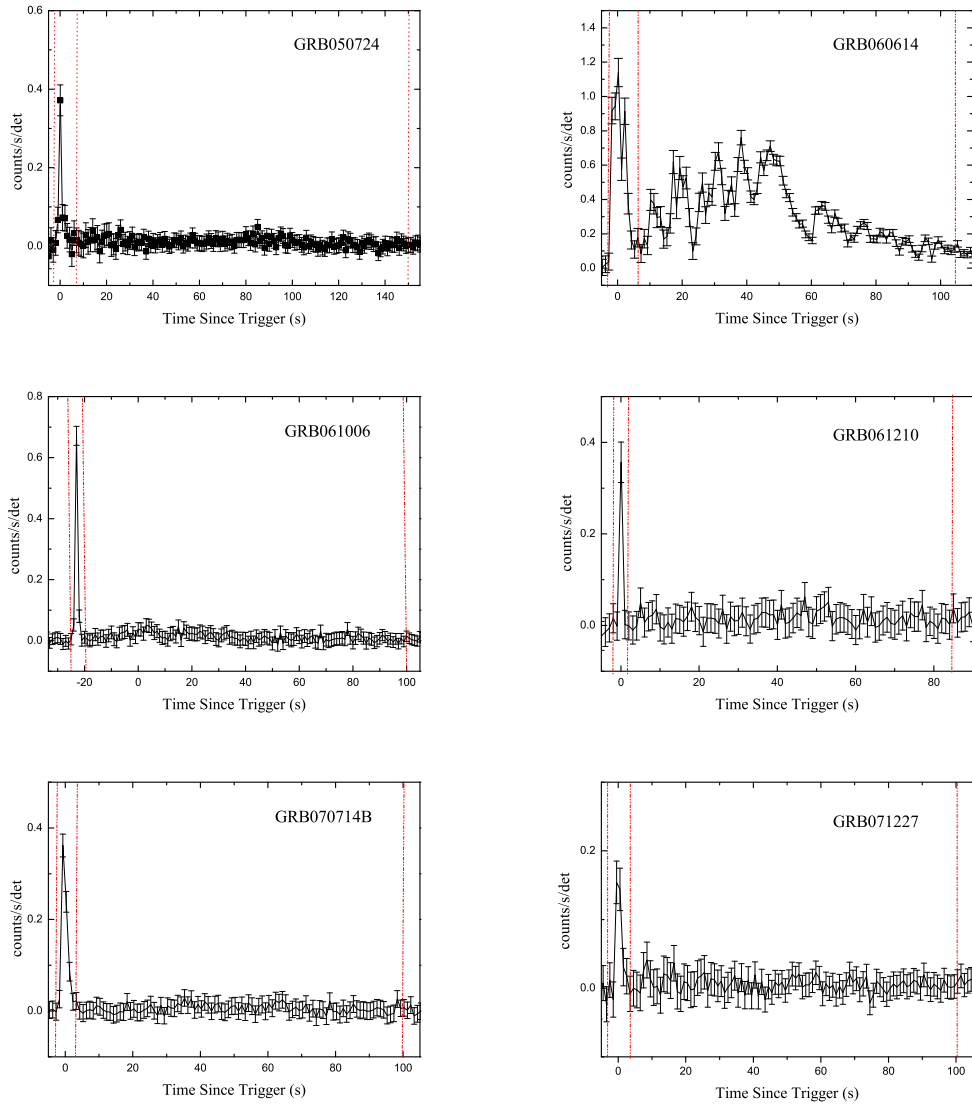 GRB050724
0.6
0.4
0.2
0.0
counts/s/det
0 20 40 60 80 100 120 140
Time Since Trigger (s)
GRB060614
1.4
1.2
1.0
0.8
0.6
0.4
0.2
0.0
counts/s/det
0 20 40 60 80 100
Time Since Trigger (s)
GRB061006
0.8
0.6
0.4
0.2
0.0
counts/s/det
-20 0 20 40 60 80 100
Time Since Trigger (s)
GRB061210
0.4
0.2
0.0
counts/s/det
0 20 40 60 80
Time Since Trigger (s)
GRB070714B
0.4
0.2
0.0
counts/s/det
0 20 40 60 80 100
Time Since Trigger (s)
GRB071227
0.2
0.0
counts/s/det
0 20 40 60 80 100
Time Since Trigger (s)